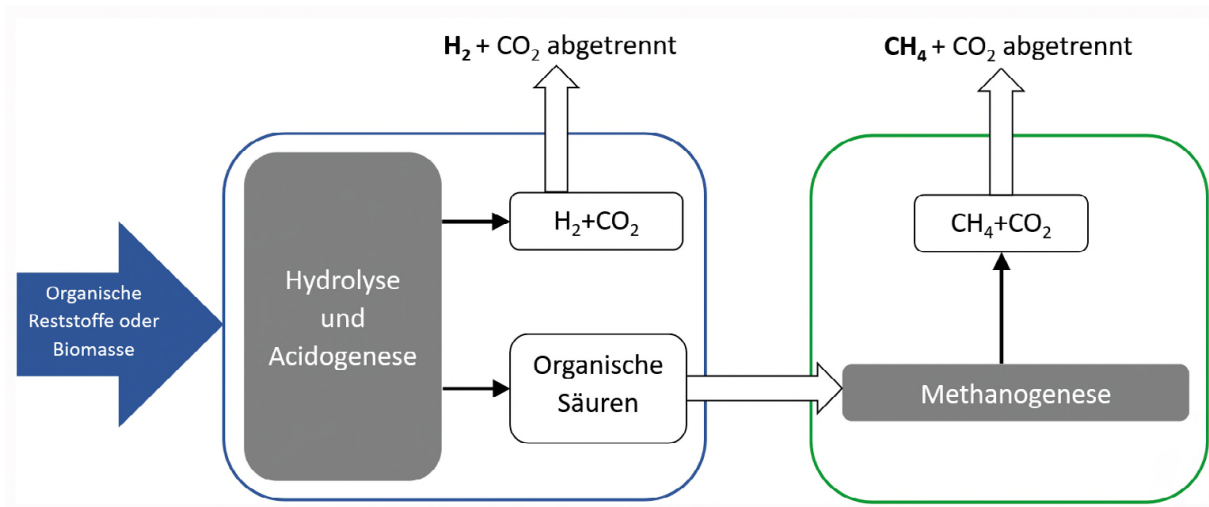 H₂ + CO₂ abgetrennt
CH₄ + CO₂ abgetrennt
H₂+CO₂
CH₄+CO₂
Organische
Reststoffe oder
Biomasse
Hydrolyse
und
Acidogenese
Organische
Säuren
Methanogenese